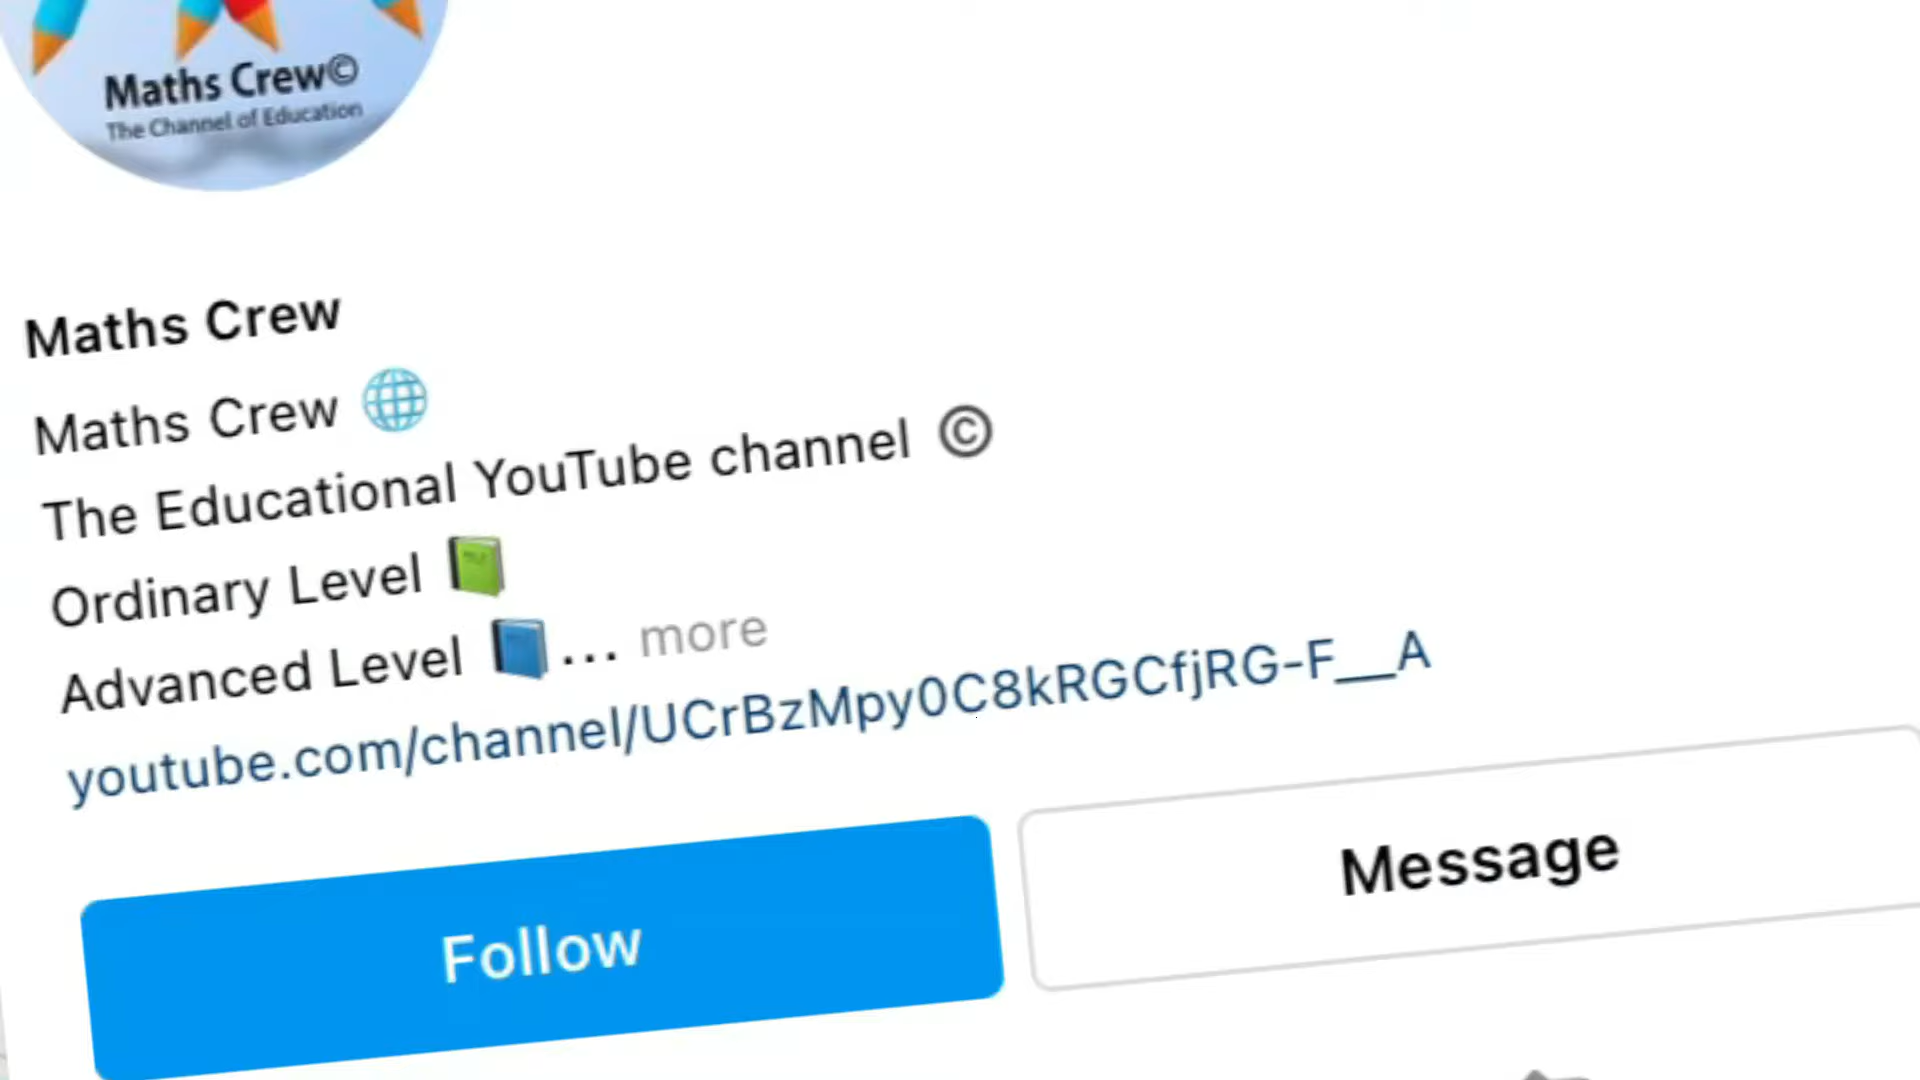 Maths Crew©
The Channel of Education
Maths Crew
Maths Crew 🌐
The Educational YouTube channel ©
Ordinary Level 📗
Advanced Level 📘... more
youtube.com/channel/UCrBzMpy0C8kRGCfjRG-F__A
Follow
Message